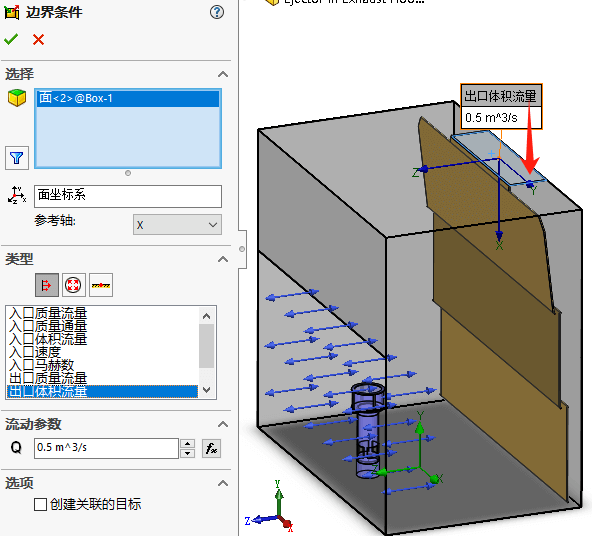 边界条件
Ejector in Exhaust Hoo...
选择
面<2>@Box-1
面坐标系
参考轴:
X
类型
入口质量流量
入口质量通量
入口体积流量
入口速度
入口马赫数
出口质量流量
出口体积流量
流动参数
Q
0.5 m^3/s
fx
选项
创建关联的目标
出口体积流量
0.5 m^3/s
Z
Y
X
Y
X
Y
Z
X